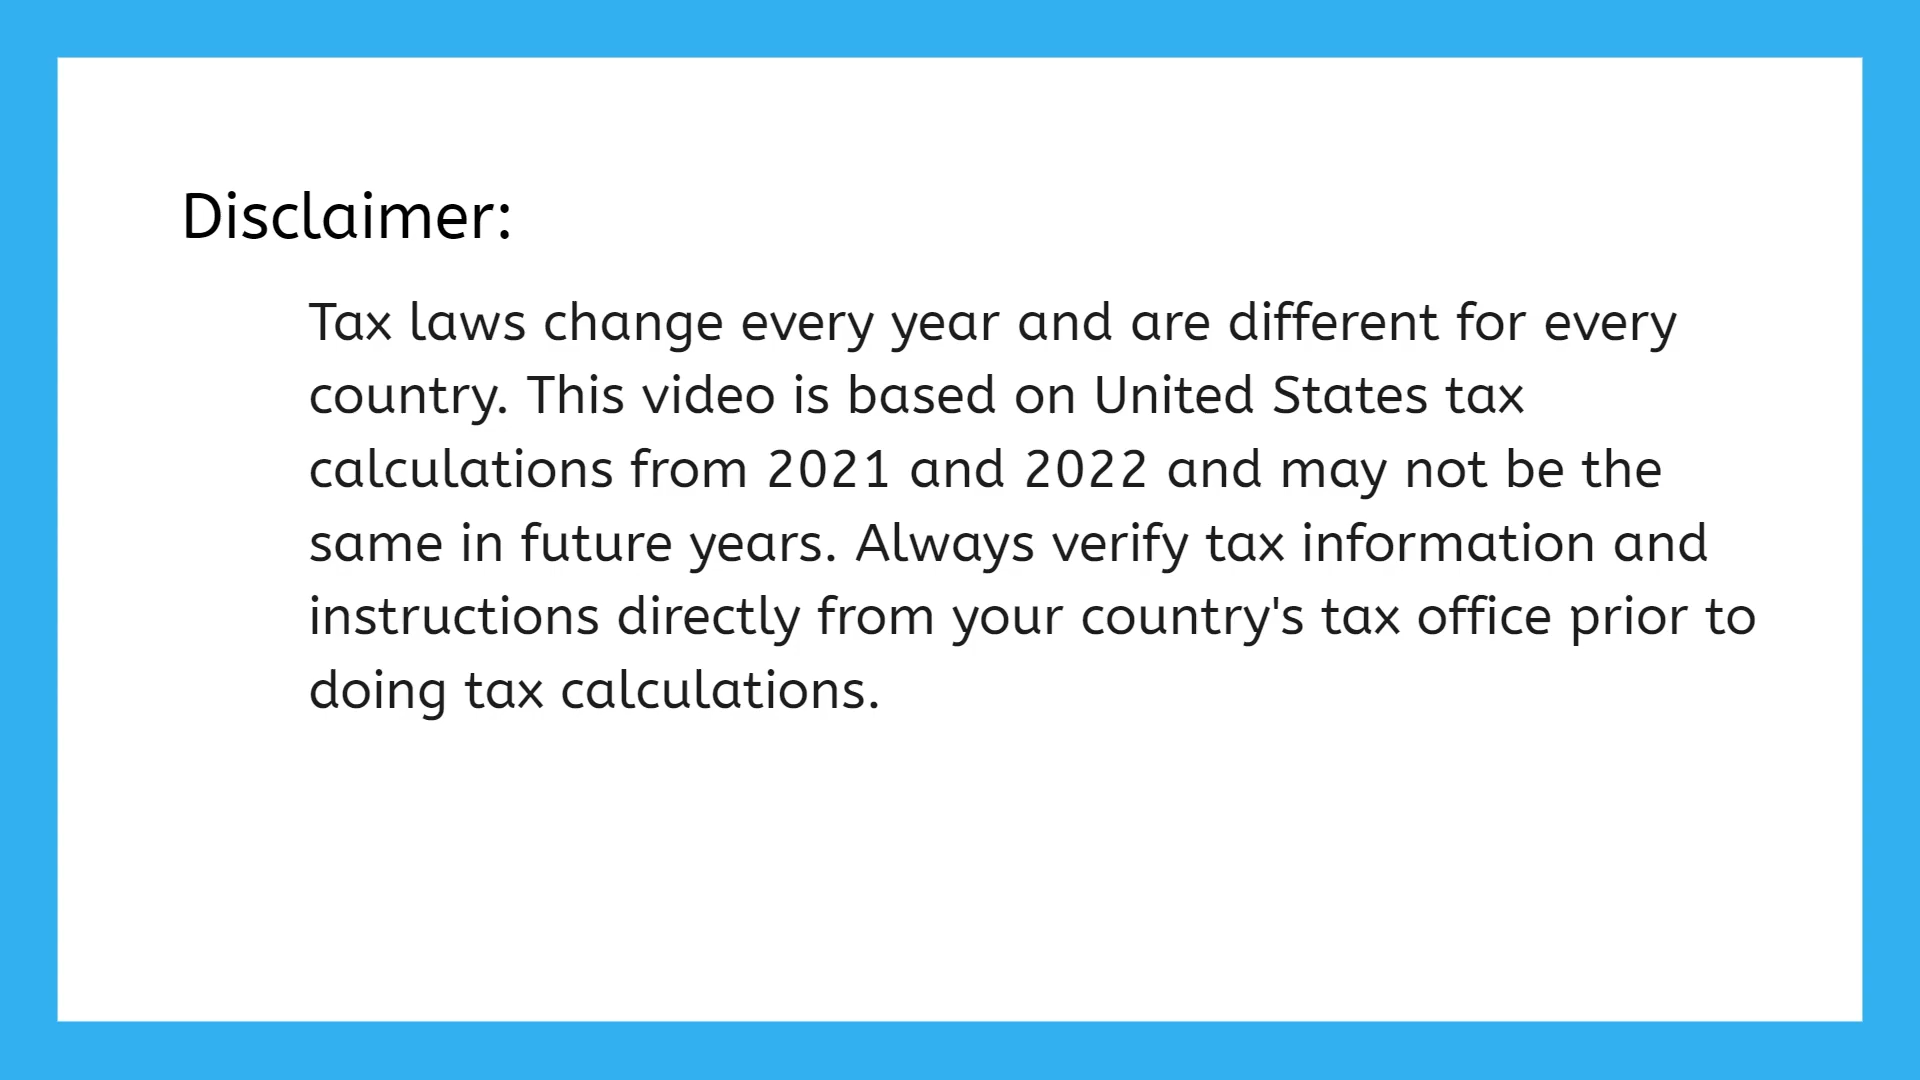 Disclaimer:
Tax laws change every year and are different for every
country. This video is based on United States tax
calculations from 2021 and 2022 and may not be the
same in future years. Always verify tax information and
instructions directly from your country's tax office prior to
doing tax calculations.